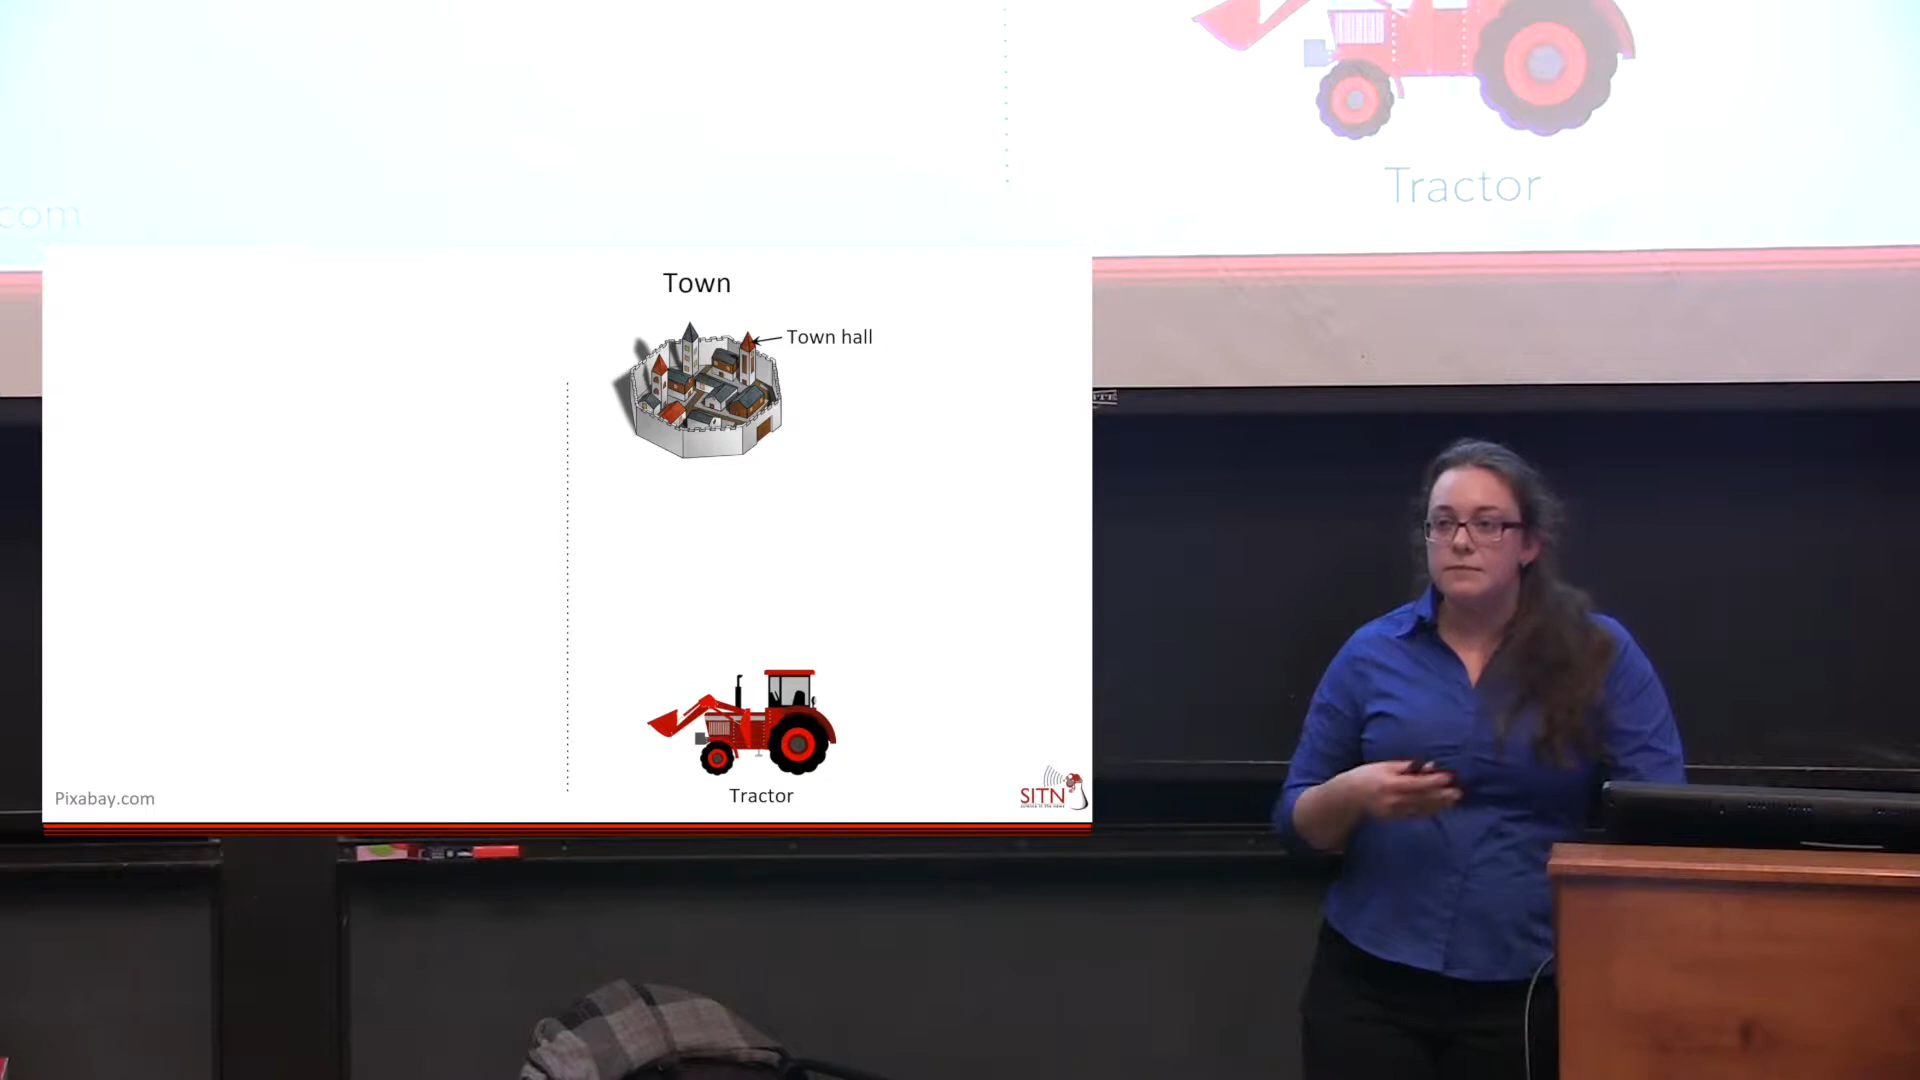 Tractor
com
Town
Town hall
Tractor
Pixabay.com
SITN